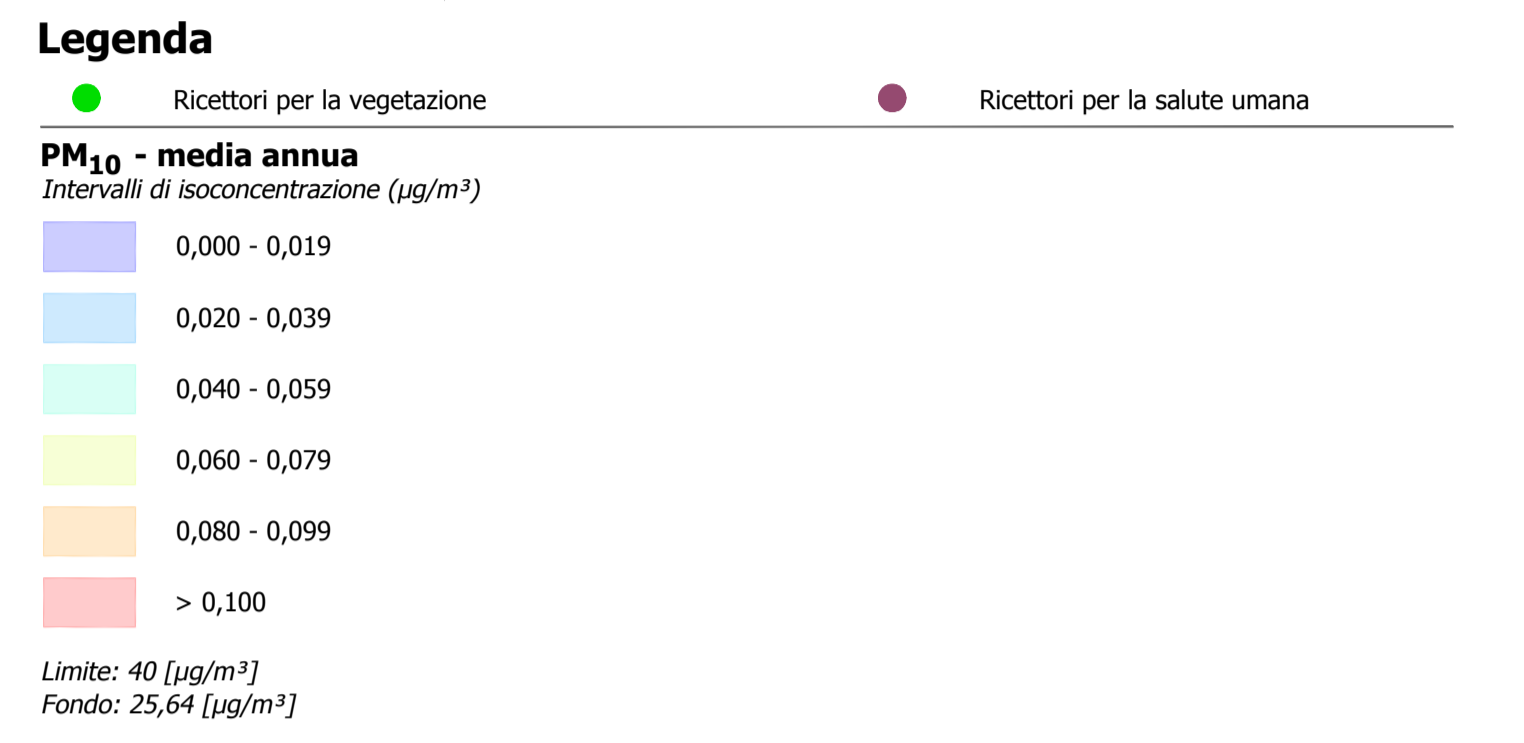 Legenda
Ricettori per la vegetazione
Ricettori per la salute umana
PM₁₀ - media annua
Intervalli di isoconcentrazione (µg/m³)
0,000 - 0,019
0,020 - 0,039
0,040 - 0,059
0,060 - 0,079
0,080 - 0,099
> 0,100
Limite: 40 [µg/m³]
Fondo: 25,64 [µg/m³]